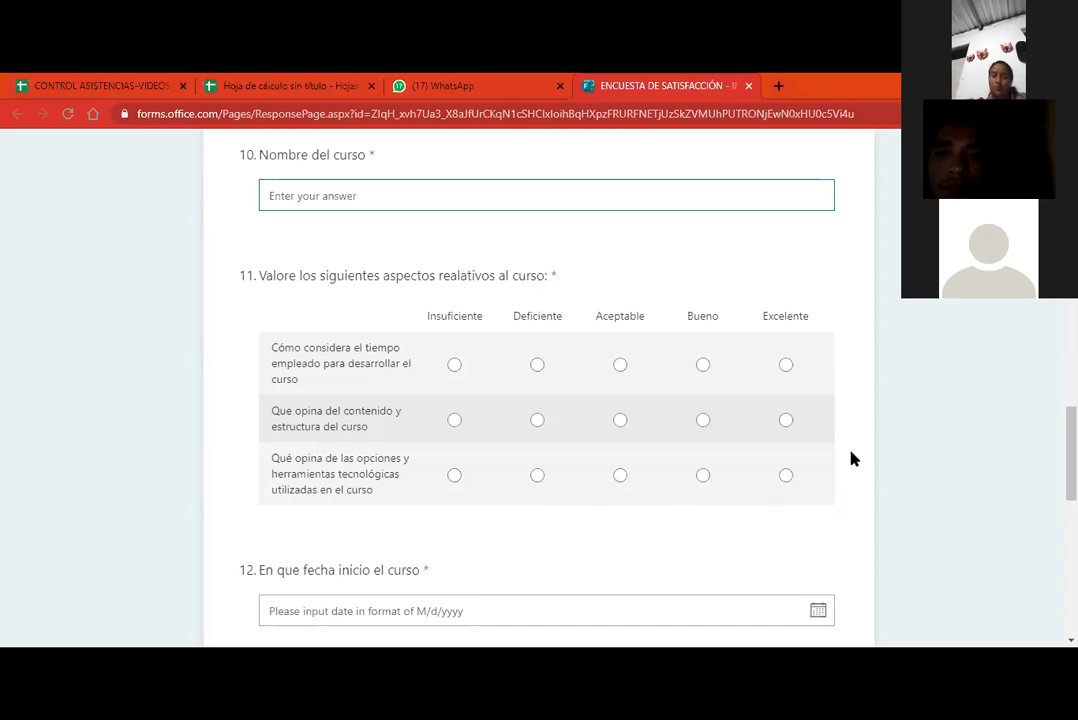 CONTROL ASISTENCIAS-VIDEOS
Hoja de cálculo sin título - Hojas
(17) WhatsApp
ENCUESTA DE SATISFACCIÓN - I
forms.office.com/Pages/ResponsePage.aspx?id=ZIqH_xvh7Ua3_X8aJfUrCKqN1cSHCIxIoihBqHXpzFRURFNETjUzSkZVMUhPUTRONjEwN0xHU0c5Vi4u
10. Nombre del curso *
Enter your answer
11. Valore los siguientes aspectos realativos al curso: *
Insuficiente Deficiente Aceptable Bueno Excelente
Cómo considera el tiempo
empleado para desarrollar el
curso
Que opina del contenido y
estructura del curso
Qué opina de las opciones y
herramientas tecnológicas
utilizadas en el curso
12. En que fecha inicio el curso *
Please input date in format of M/d/yyyy